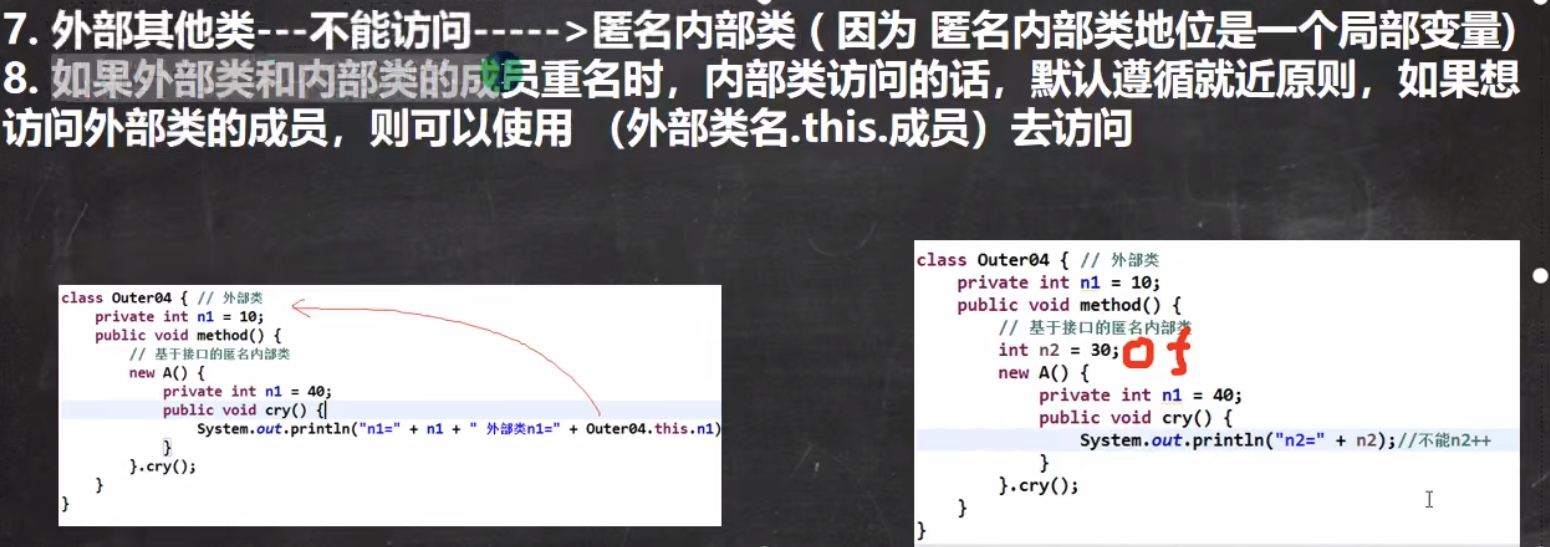 7. 外部其他类---不能访问----->匿名内部类 ( 因为 匿名内部类地位是一个局部变量)
8. 如果外部类和内部类的成员重名时，内部类访问的话，默认遵循就近原则，如果想
访问外部类的成员，则可以使用 （外部类名.this.成员）去访问
class Outer04 { // 外部类
private int n1 = 10;
public void method() {
// 基于接口的匿名内部类
new A() {
private int n1 = 40;
public void cry() {
System.out.println("n1=" + n1 + " 外部类n1=" + Outer04.this.n1)
}
}.cry();
}
}
class Outer04 { // 外部类
private int n1 = 10;
public void method() {
// 基于接口的匿名内部类
int n2 = 30;
new A() {
private int n1 = 40;
public void cry() {
System.out.println("n2=" + n2);//不能n2++
}
}.cry();
}
}